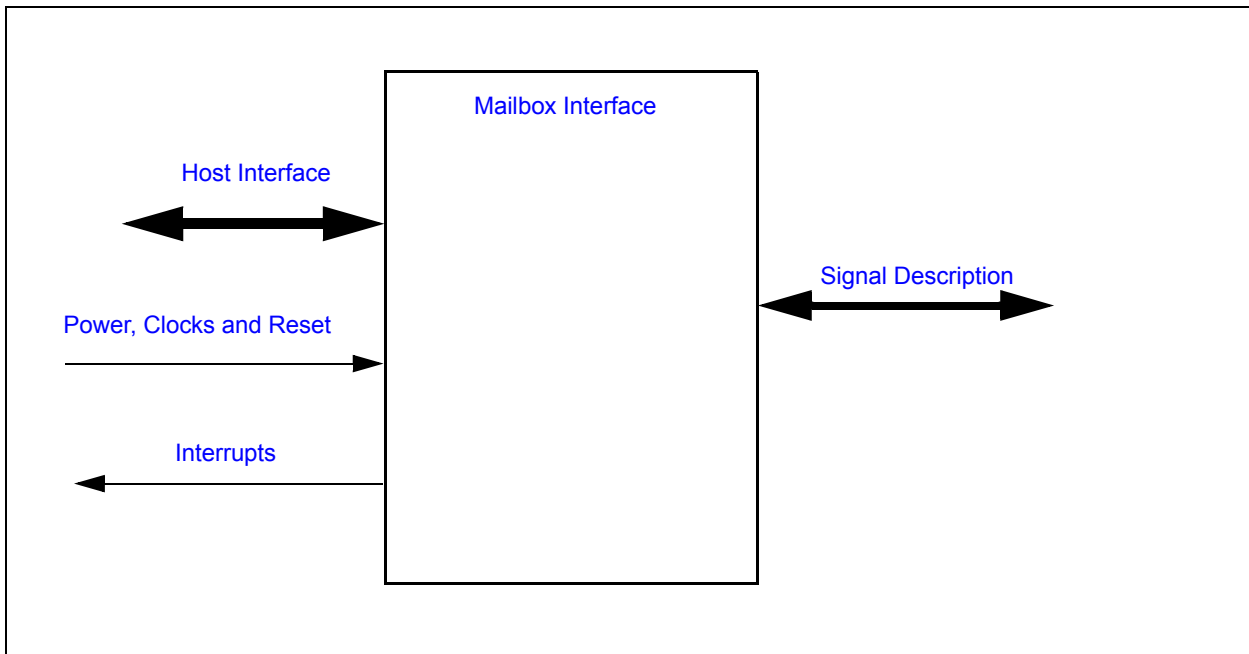 Mailbox Interface
Host Interface
Signal Description
Power, Clocks and Reset
Interrupts